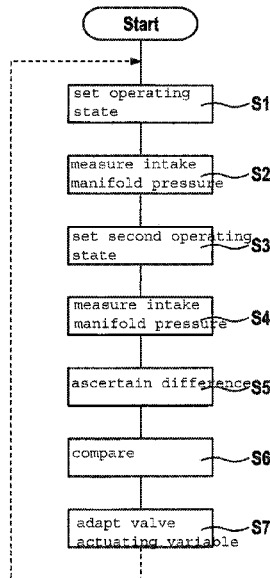 Start
set operating
state
S1
measure intake
manifold pressure
S2
set second operating
state
S3
measure intake
manifold pressure
S4
ascertain difference
S5
compare
S6
adapt valve
actuating variable
S7